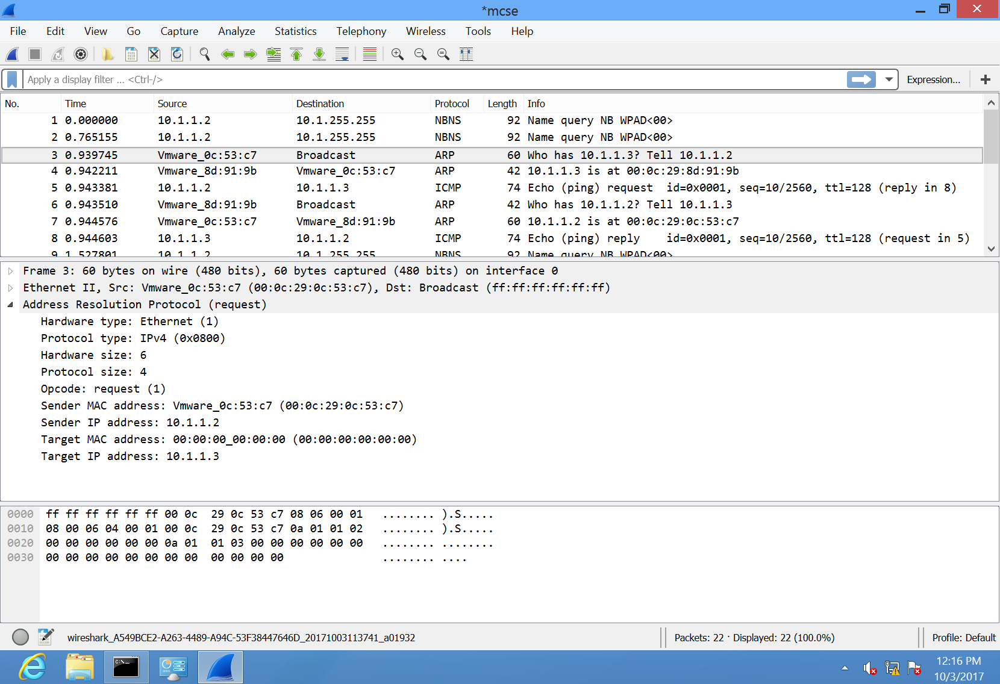 *mcse
File Edit View Go Capture Analyze Statistics Telephony Wireless Tools Help
Apply a display filter ... <Ctrl-/> Expression... +
No. Time Source Destination Protocol Length Info
1 0.000000 10.1.1.2 10.1.255.255 NBNS 92 Name query NB WPAD<00>
2 0.765155 10.1.1.2 10.1.255.255 NBNS 92 Name query NB WPAD<00>
3 0.939745 Vmware_0c:53:c7 Broadcast ARP 60 Who has 10.1.1.3? Tell 10.1.1.2
4 0.942211 Vmware_8d:91:9b Vmware_0c:53:c7 ARP 42 10.1.1.3 is at 00:0c:29:8d:91:9b
5 0.943381 10.1.1.2 10.1.1.3 ICMP 74 Echo (ping) request id=0x0001, seq=10/2560, ttl=128 (reply in 8)
6 0.943510 Vmware_8d:91:9b Broadcast ARP 42 Who has 10.1.1.2? Tell 10.1.1.3
7 0.944576 Vmware_0c:53:c7 Vmware_8d:91:9b ARP 60 10.1.1.2 is at 00:0c:29:0c:53:c7
8 0.944603 10.1.1.3 10.1.1.2 ICMP 74 Echo (ping) reply id=0x0001, seq=10/2560, ttl=128 (request in 5)
9 1.527801 10.1.1.2 10.1.255.255 NBNS 92 Name query NB WPAD<00>
Frame 3: 60 bytes on wire (480 bits), 60 bytes captured (480 bits) on interface 0
Ethernet II, Src: Vmware_0c:53:c7 (00:0c:29:0c:53:c7), Dst: Broadcast (ff:ff:ff:ff:ff:ff)
Address Resolution Protocol (request)
Hardware type: Ethernet (1)
Protocol type: IPv4 (0x0800)
Hardware size: 6
Protocol size: 4
Opcode: request (1)
Sender MAC address: Vmware_0c:53:c7 (00:0c:29:0c:53:c7)
Sender IP address: 10.1.1.2
Target MAC address: 00:00:00_00:00:00 (00:00:00:00:00:00)
Target IP address: 10.1.1.3
0000 ff ff ff ff ff ff 00 0c 29 0c 53 c7 08 06 00 01 ........ ).S.....
0010 08 00 06 04 00 01 00 0c 29 0c 53 c7 0a 01 01 02 ........ ).S.....
0020 00 00 00 00 00 00 0a 01 01 03 00 00 00 00 00 00 ........ ........
0030 00 00 00 00 00 00 00 00 00 00 00 00 ........ ....
wireshark_A549BCE2-A263-4489-A94C-53F38447646D_20171003113741_a01932 Packets: 22 · Displayed: 22 (100.0%) Profile: Default
C:\_
12:16 PM
10/3/2017